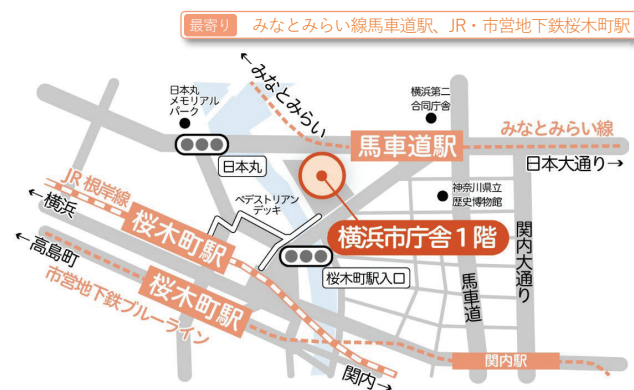 最寄り みなとみらい線馬車道駅、JR・市営地下鉄桜木町駅
←みなとみらい
日本丸
メモリアル
パーク
横浜第二
合同庁舎
馬車道駅
みなとみらい線
日本大通り→
日本丸
JR 根岸線
←横浜
ペデストリアン
デッキ
神奈川県立
歴史博物館
桜木町駅
横浜市庁舎1階
←高島町
桜木町駅
桜木町駅入口
馬車道
関内大通り
市営地下鉄ブルーライン
関内駅
関内→